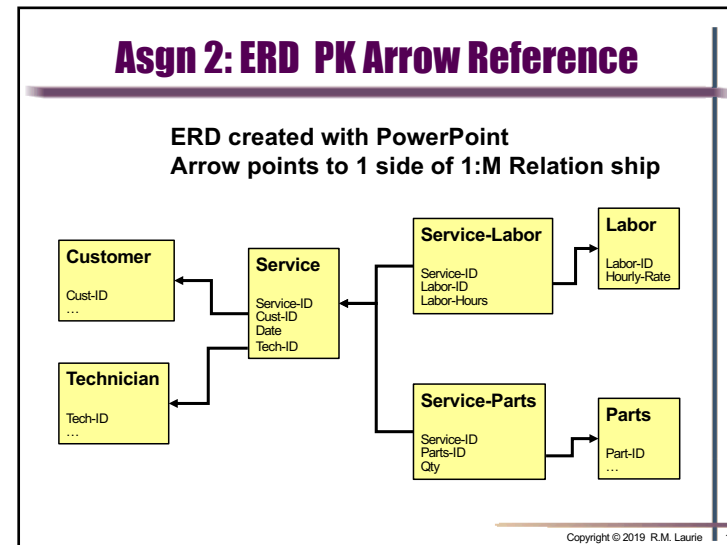 Asgn 2: ERD PK Arrow Reference
ERD created with PowerPoint
Arrow points to 1 side of 1:M Relation ship
Customer
Cust-ID
…
Technician
Tech-ID
…
Service
Service-ID
Cust-ID
Date
Tech-ID
Service-Labor
Service-ID
Labor-ID
Labor-Hours
Labor
Labor-ID
Hourly-Rate
Service-Parts
Service-ID
Parts-ID
Qty
Parts
Part-ID
…
Copyright © 2019 R.M. Laurie